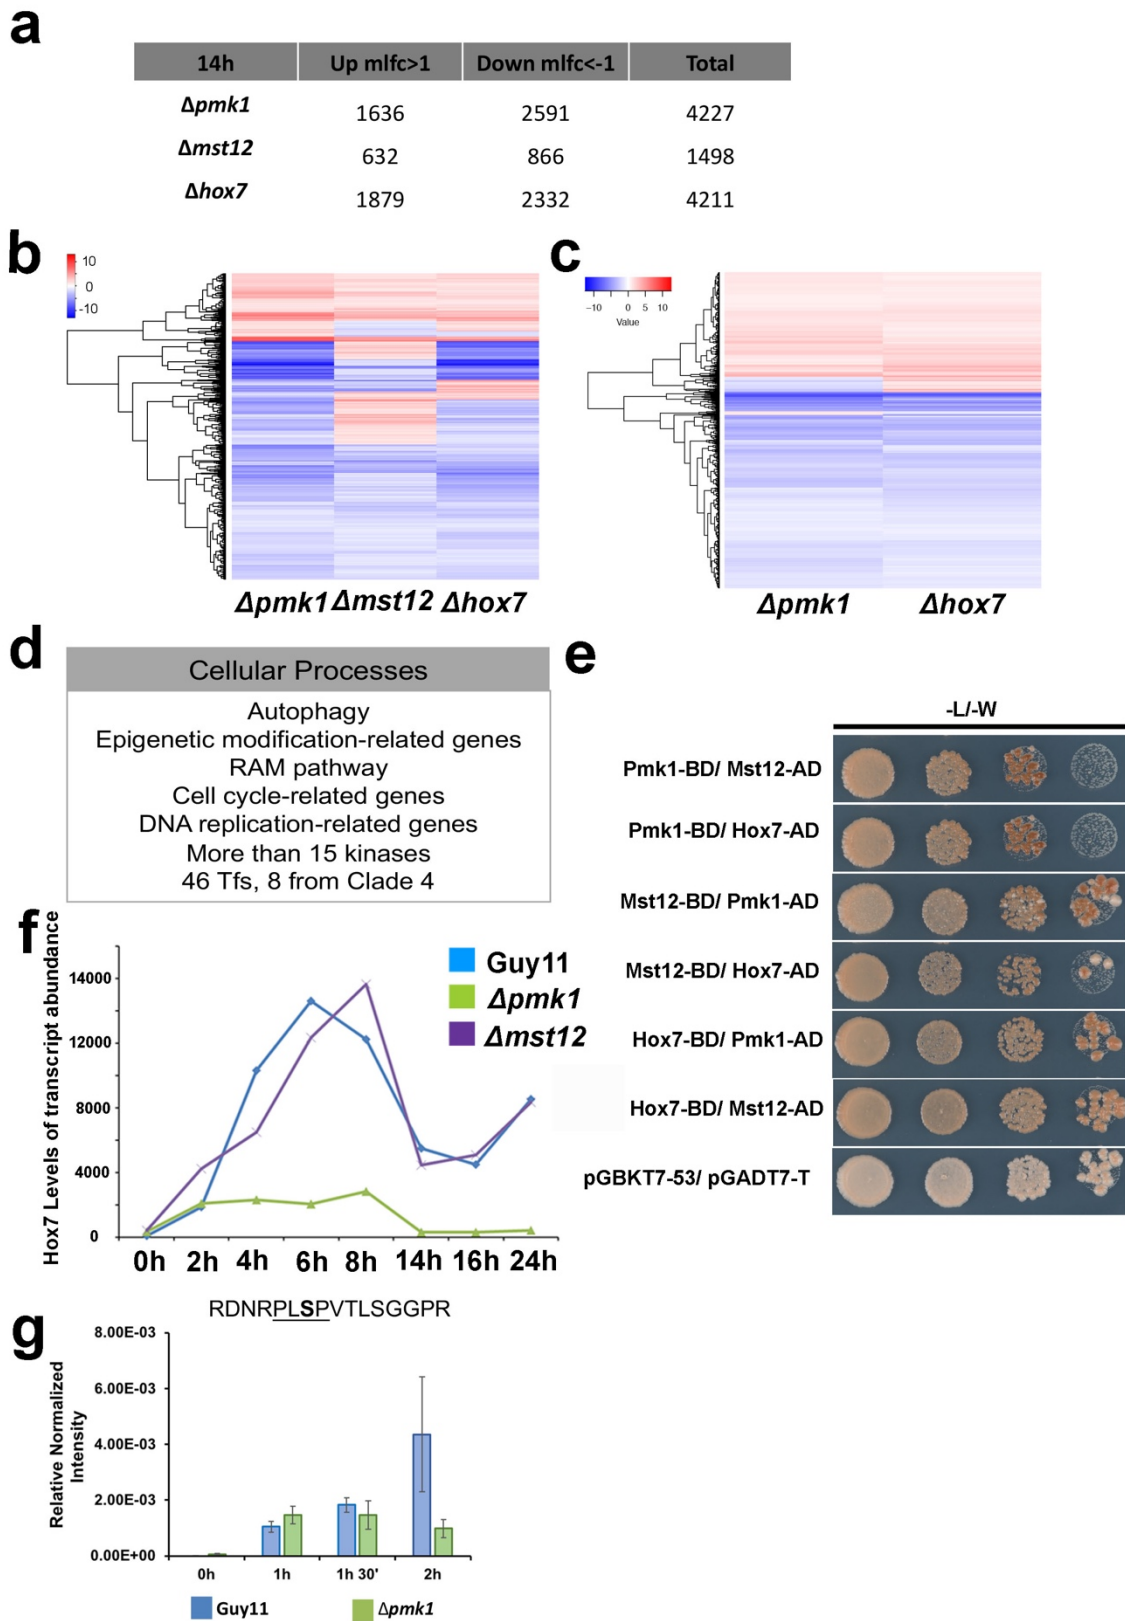 a
14h Up mlfc>1 Down mlfc<-1 Total
Δpmk1 1636 2591 4227
Δmst12 632 866 1498
Δhox7 1879 2332 4211
b
10
0
-10
Δpmk1 Δmst12 Δhox7
c
-10 0 5 10
Value
Δpmk1 Δhox7
d
Cellular Processes
Autophagy
Epigenetic modification-related genes
RAM pathway
Cell cycle-related genes
DNA replication-related genes
More than 15 kinases
46 Tfs, 8 from Clade 4
e
-L/-W
Pmk1-BD/ Mst12-AD
Pmk1-BD/ Hox7-AD
Mst12-BD/ Pmk1-AD
Mst12-BD/ Hox7-AD
Hox7-BD/ Pmk1-AD
Hox7-BD/ Mst12-AD
pGBKT7-53/ pGADT7-T
f
Hox7 Levels of transcript abundance
14000
12000
8000
4000
0
0h 2h 4h 6h 8h 14h 16h 24h
Guy11
Δpmk1
Δmst12
g
RDNRPLSPVTLSGGPR
Relative Normalized
Intensity
8.00E-03
6.00E-03
4.00E-03
2.00E-03
0.00E+00
0h 1h 1h 30' 2h
Guy11 Δpmk1